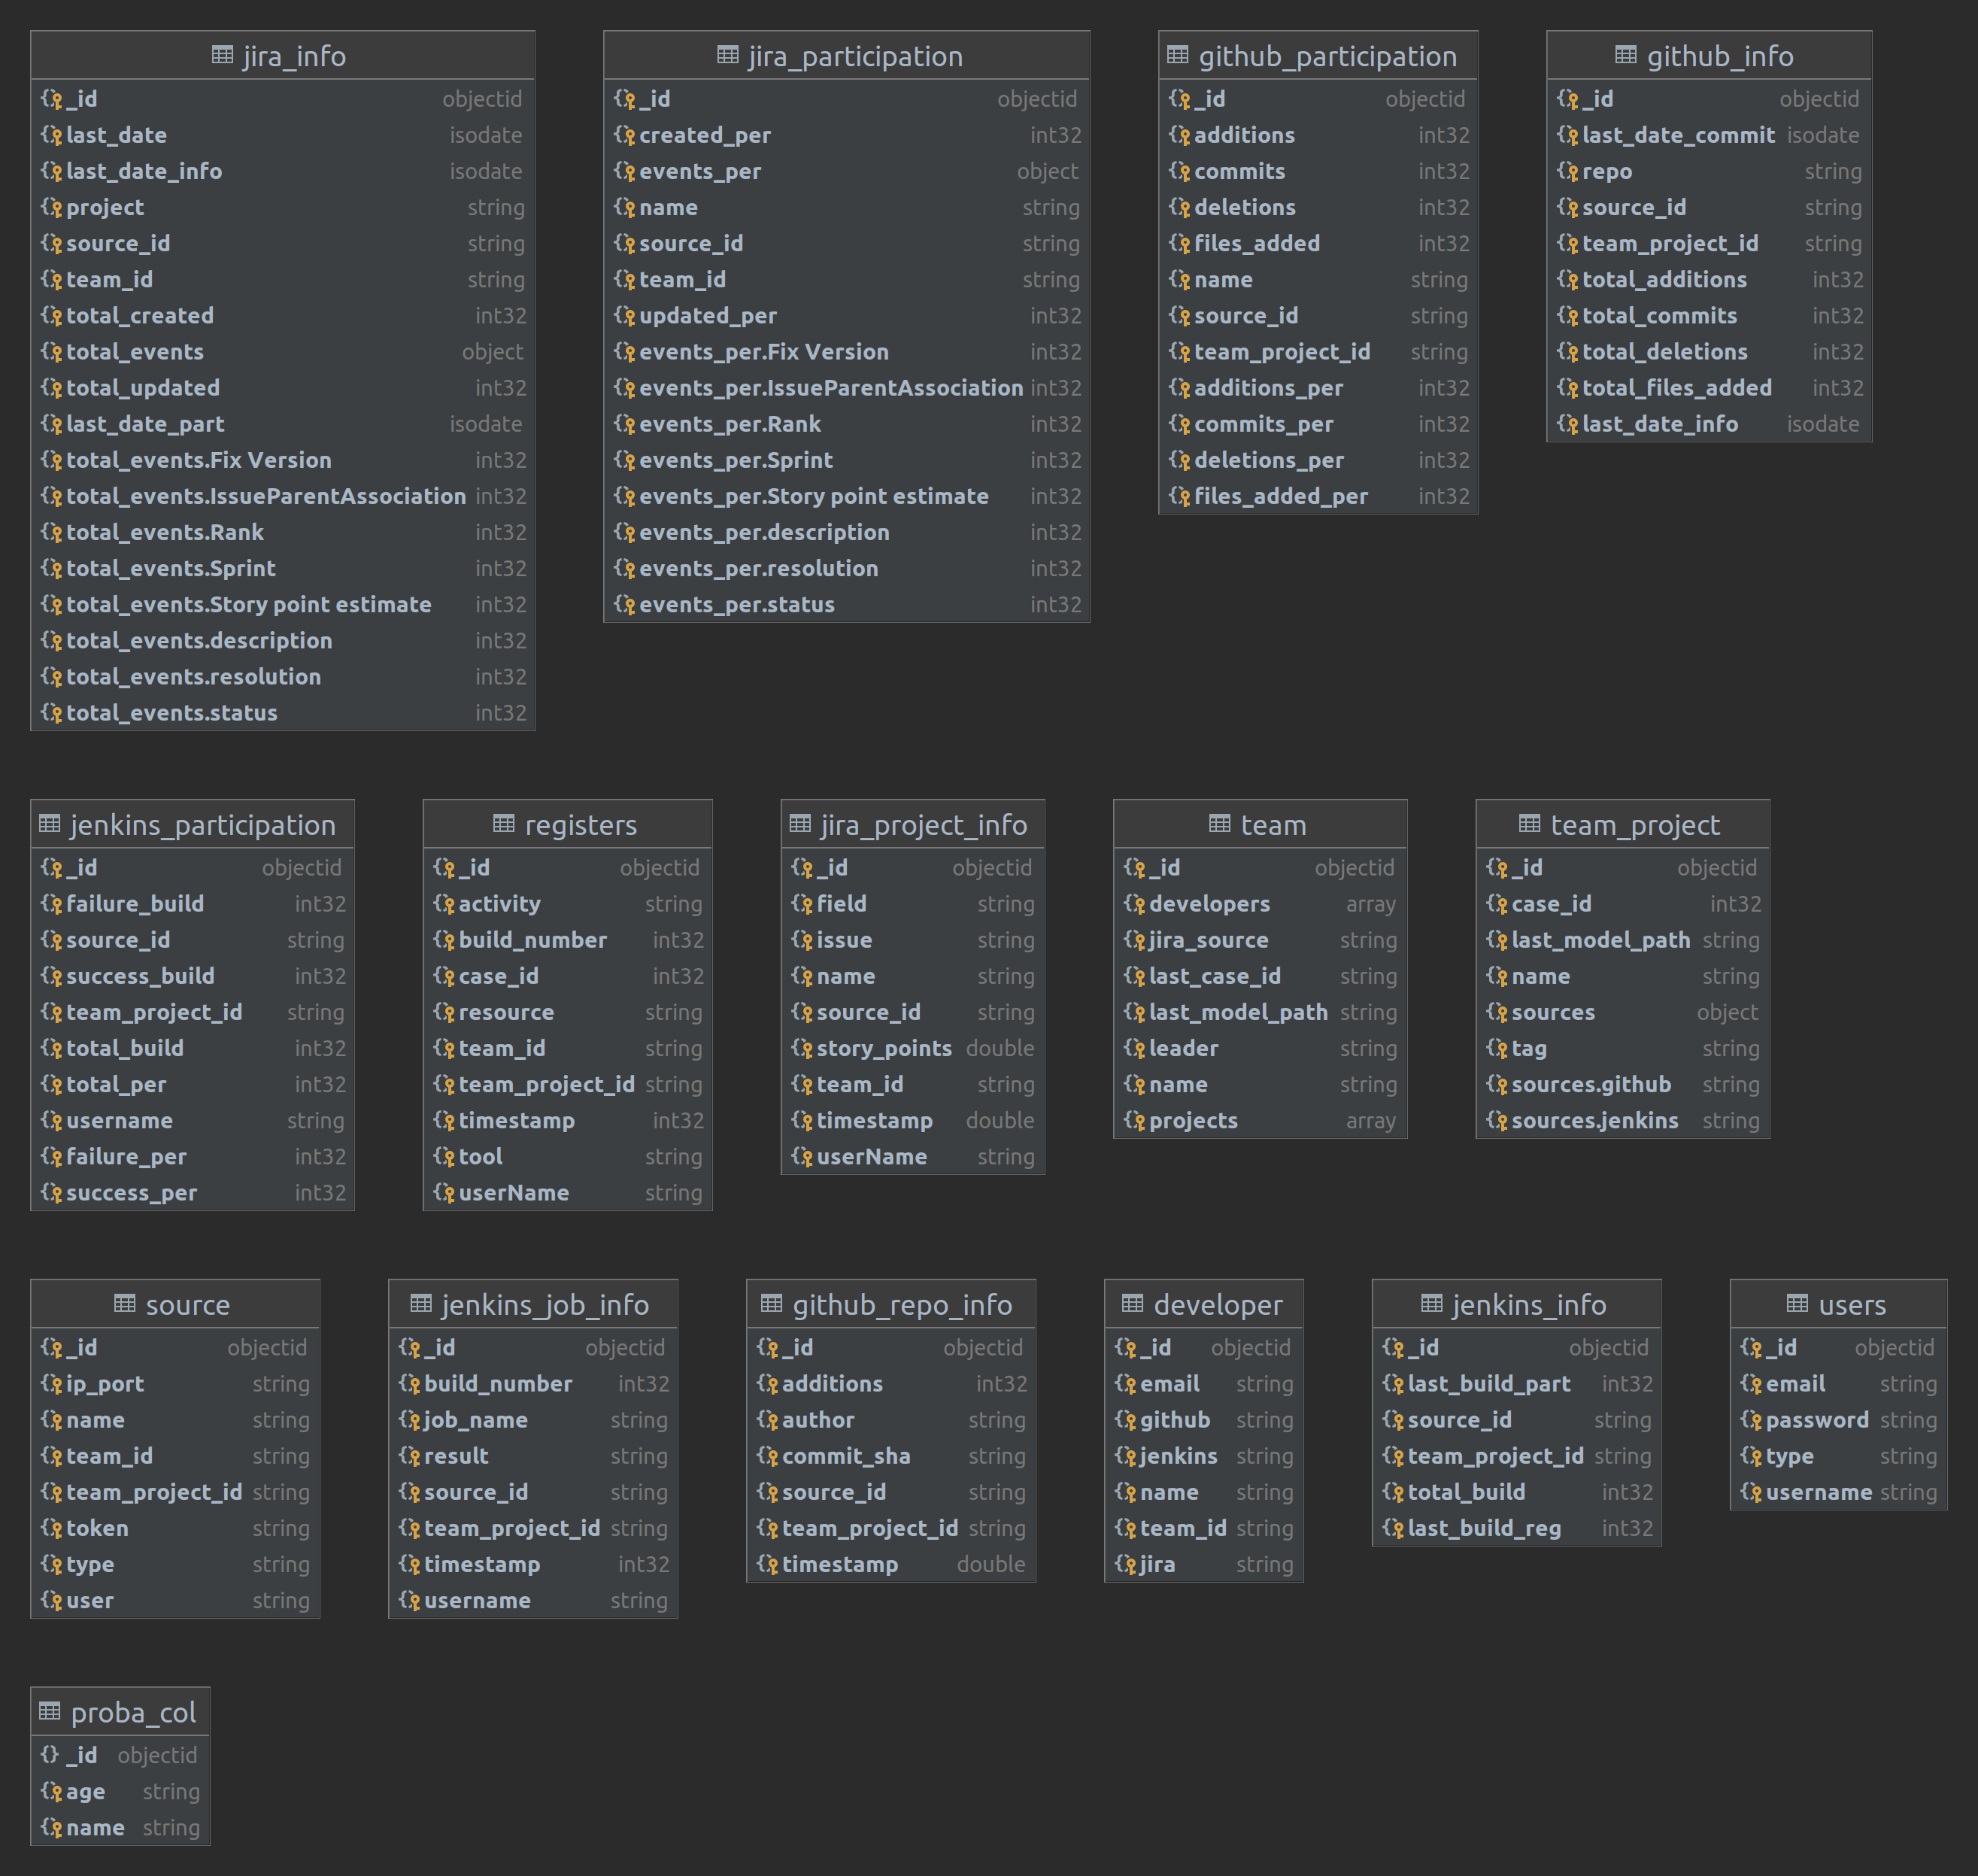 jira_info
_id objectid
last_date isodate
last_date_info isodate
project string
source_id string
team_id string
total_created int32
total_events object
total_updated int32
last_date_part isodate
total_events.Fix Version int32
total_events.IssueParentAssociation int32
total_events.Rank int32
total_events.Sprint int32
total_events.Story point estimate int32
total_events.description int32
total_events.resolution int32
total_events.status int32
jira_participation
_id objectid
created_per int32
events_per object
name string
source_id string
team_id string
updated_per int32
events_per.Fix Version int32
events_per.IssueParentAssociation int32
events_per.Rank int32
events_per.Sprint int32
events_per.Story point estimate int32
events_per.description int32
events_per.resolution int32
events_per.status int32
github_participation
_id objectid
additions int32
commits int32
deletions int32
files_added int32
name string
source_id string
team_project_id string
additions_per int32
commits_per int32
deletions_per int32
files_added_per int32
github_info
_id objectid
last_date_commit isodate
repo string
source_id string
team_project_id string
total_additions int32
total_commits int32
total_deletions int32
total_files_added int32
last_date_info isodate
jenkins_participation
_id objectid
failure_build int32
source_id string
success_build int32
team_project_id string
total_build int32
total_per int32
username string
failure_per int32
success_per int32
registers
_id objectid
activity string
build_number int32
case_id int32
resource string
team_id string
team_project_id string
timestamp int32
tool string
userName string
jira_project_info
_id objectid
field string
issue string
name string
source_id string
story_points double
team_id string
timestamp double
userName string
team
_id objectid
developers array
jira_source string
last_case_id string
last_model_path string
leader string
name string
projects array
team_project
_id objectid
case_id int32
last_model_path string
name string
sources object
tag string
sources.github string
sources.jenkins string
source
_id objectid
ip_port string
name string
team_id string
team_project_id string
token string
type string
user string
jenkins_job_info
_id objectid
build_number int32
job_name string
result string
source_id string
team_project_id string
timestamp int32
username string
github_repo_info
_id objectid
additions int32
author string
commit_sha string
source_id string
team_project_id string
timestamp double
developer
_id objectid
email string
github string
jenkins string
name string
team_id string
jira string
jenkins_info
_id objectid
last_build_part int32
source_id string
team_project_id string
total_build int32
last_build_reg int32
users
_id objectid
email string
password string
type string
username string
proba_col
_id objectid
age string
name string